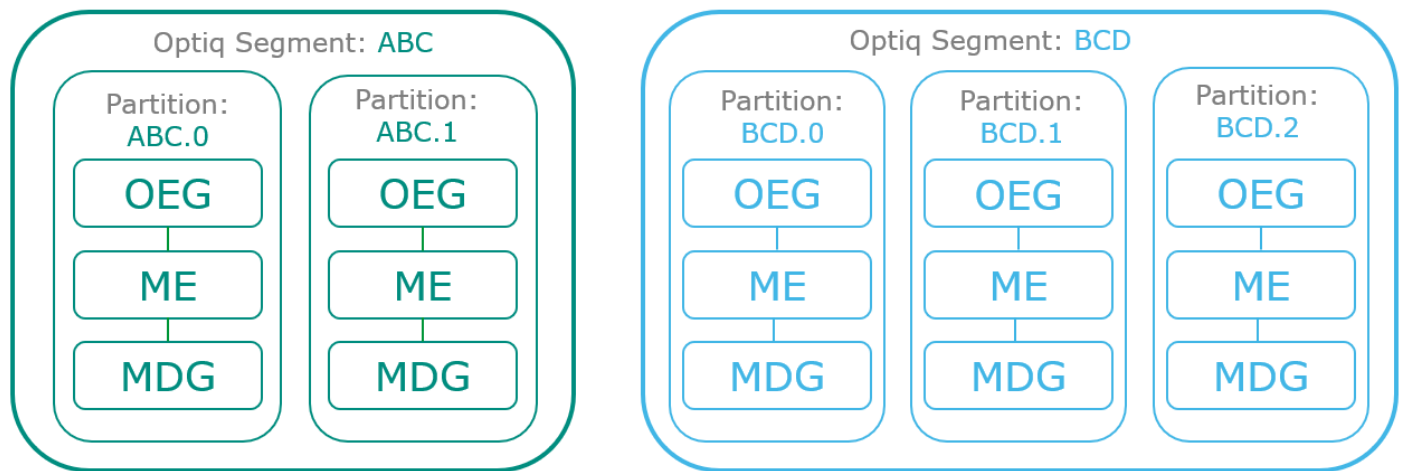 Optiq Segment: ABC
Partition:
ABC.0
OEG
ME
MDG
Partition:
ABC.1
OEG
ME
MDG
Optiq Segment: BCD
Partition:
BCD.0
OEG
ME
MDG
Partition:
BCD.1
OEG
ME
MDG
Partition:
BCD.2
OEG
ME
MDG